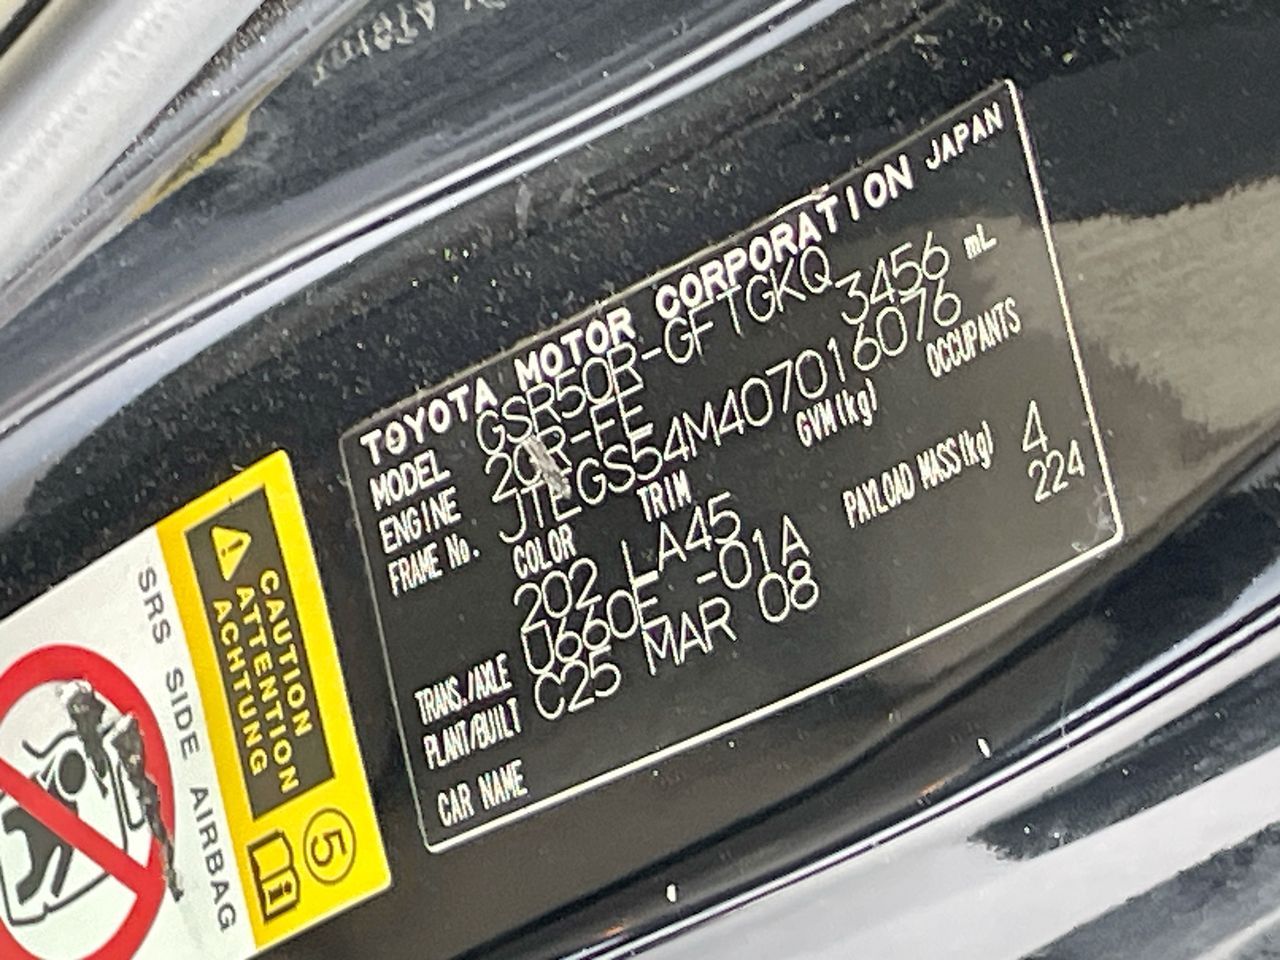 TOYOTA MOTOR CORPORATION JAPAN
MODEL GSR50R-GFTGKQ
ENGINE 2GR-FE 3456 mL
FRAME No. JTEGS54M407016076
COLOR TRIM GVM(kg) OCCUPANTS
202 LA45
TRANS./AXLE U660E -01A PAYLOAD MASS(kg) 4
PLANT/BUILT C25 MAR 08 224
CAR NAME
CAUTION
ATTENTION
ACHTUNG
5
SRS SIDE AIRBAG